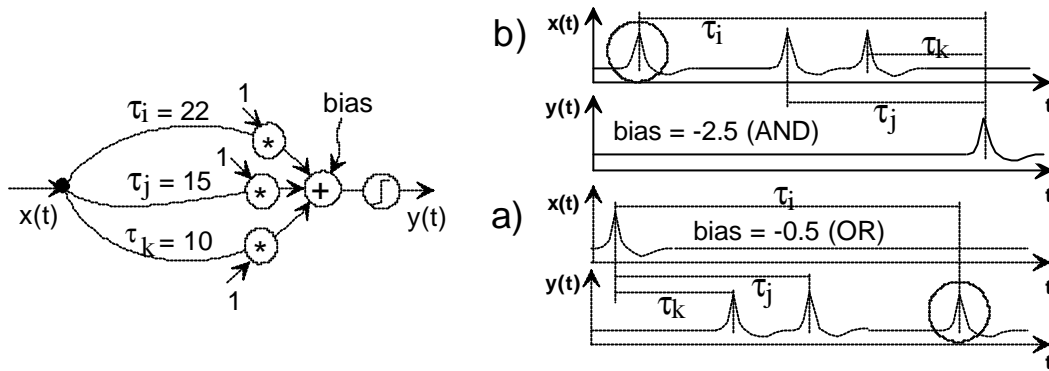 1
τi = 22
*
bias
1
τj = 15
*
+
x(t)
y(t)
τk = 10
*
1
b)
x(t)
τi
τk
t
y(t)
τj
bias = -2.5 (AND)
t
a)
x(t)
τi
bias = -0.5 (OR)
t
y(t)
τj
τk
t